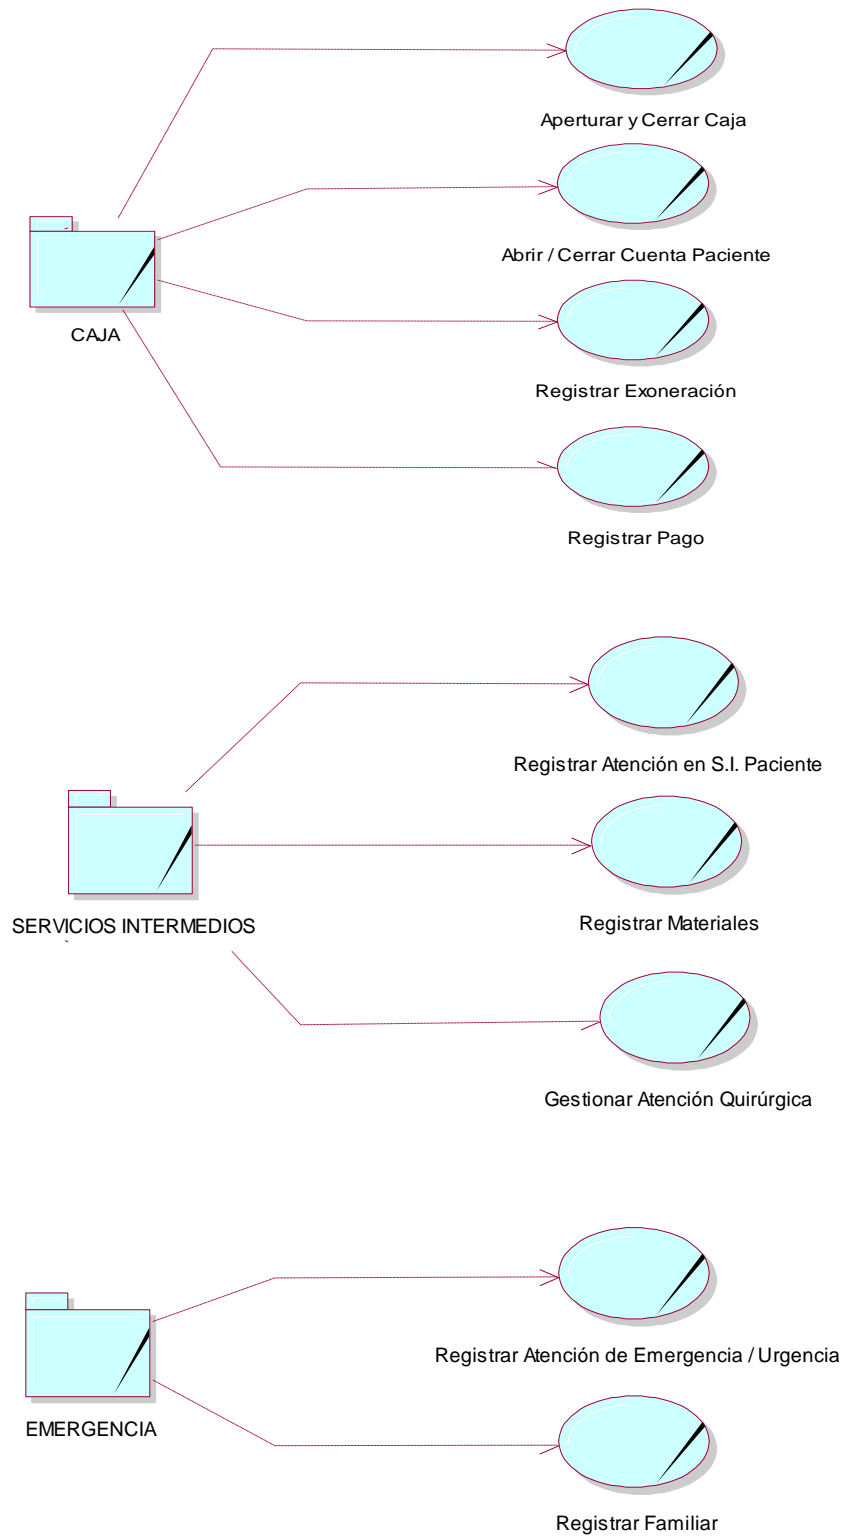 Aperturar y Cerrar Caja
Abrir / Cerrar Cuenta Paciente
CAJA
Registrar Exoneración
Registrar Pago
Registrar Atención en S.I. Paciente
SERVICIOS INTERMEDIOS
Registrar Materiales
Gestionar Atención Quirúrgica
Registrar Atención de Emergencia / Urgencia
EMERGENCIA
Registrar Familiar